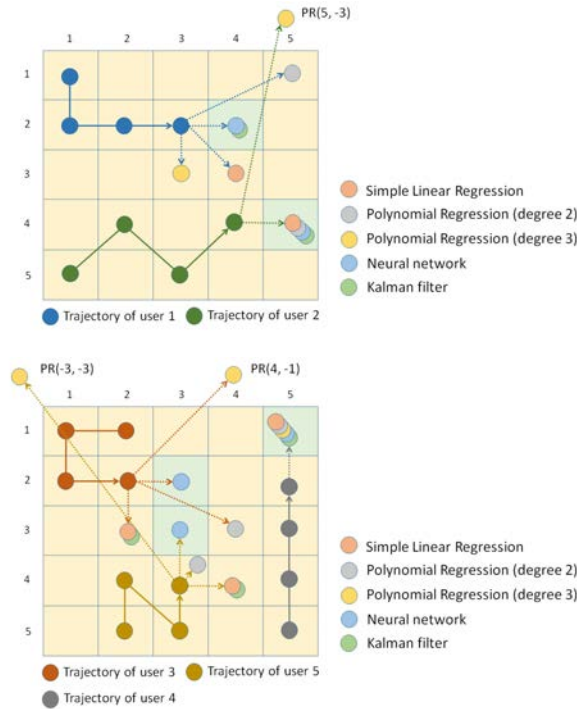 PR(5, -3)
1 2 3 4 5
1
2
3
4
5
Simple Linear Regression
Polynomial Regression (degree 2)
Polynomial Regression (degree 3)
Neural network
Kalman filter
Trajectory of user 1 Trajectory of user 2
PR(-3, -3) PR(4, -1)
1 2 3 4 5
1
2
3
4
5
Simple Linear Regression
Polynomial Regression (degree 2)
Polynomial Regression (degree 3)
Neural network
Kalman filter
Trajectory of user 3 Trajectory of user 5
Trajectory of user 4